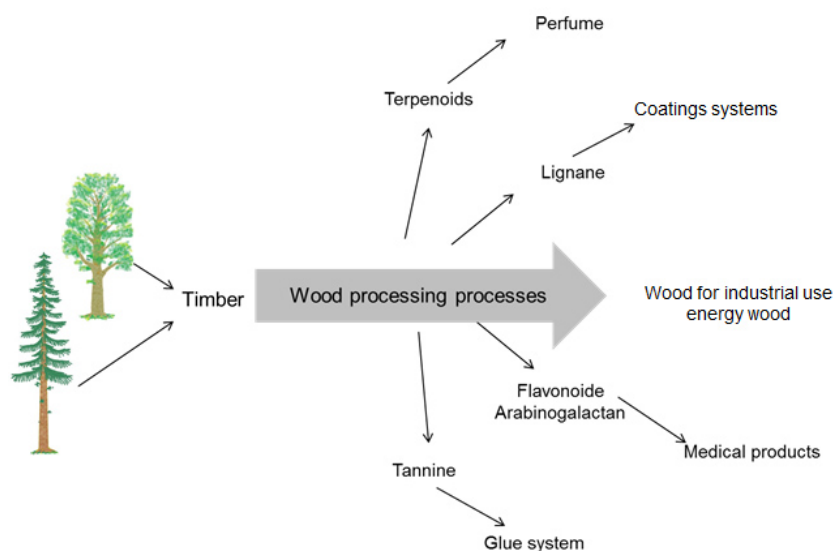 Perfume
Terpenoids
Coatings systems
Lignane
Timber
Wood processing processes
Wood for industrial use
energy wood
Flavonoide
Arabinogalactan
Medical products
Tannine
Glue system